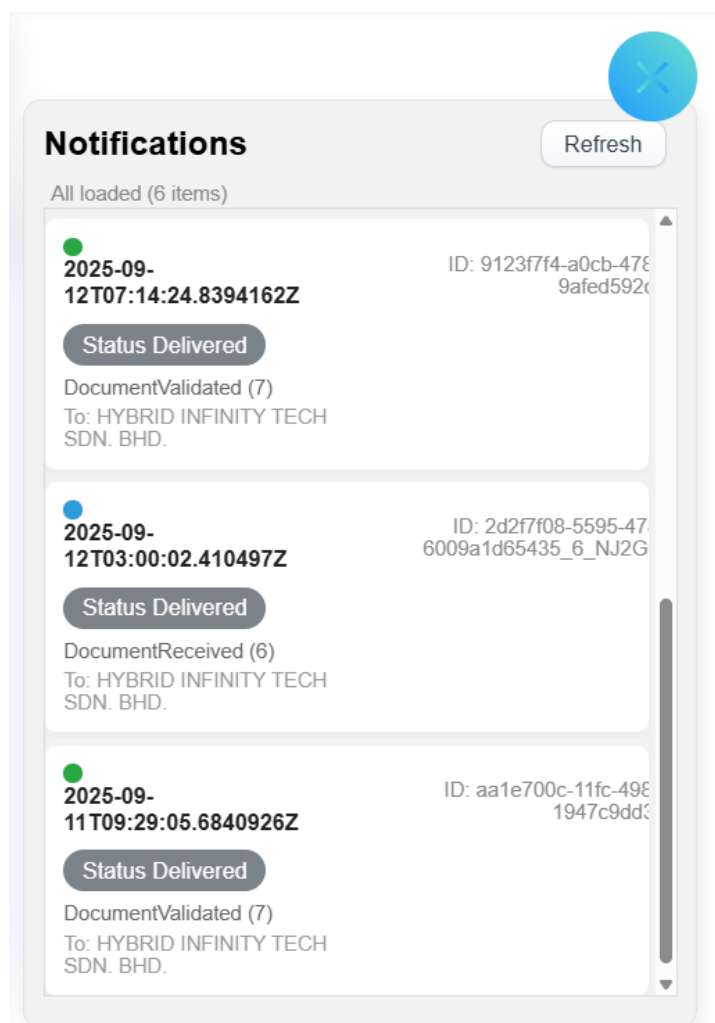 Notifications
Refresh
All loaded (6 items)
2025-09-
12T07:14:24.8394162Z
ID: 9123f7f4-a0cb-478
9afed592
Status Delivered
DocumentValidated (7)
To: HYBRID INFINITY TECH
SDN. BHD.
2025-09-
12T03:00:02.410497Z
ID: 2d2f7f08-5595-47
6009a1d65435_6_NJ2G
Status Delivered
DocumentReceived (6)
To: HYBRID INFINITY TECH
SDN. BHD.
2025-09-
11T09:29:05.6840926Z
ID: aa1e700c-11fc-498
1947c9dd3
Status Delivered
DocumentValidated (7)
To: HYBRID INFINITY TECH
SDN. BHD.